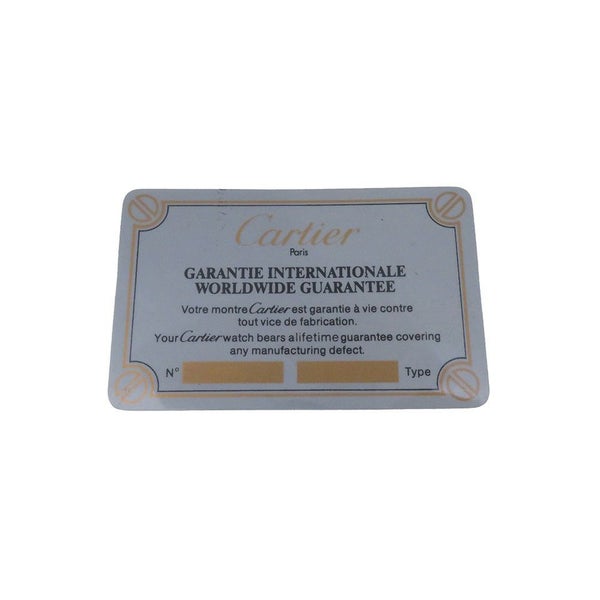 Cartier
Paris
GARANTIE INTERNATIONALE
WORLDWIDE GUARANTEE
Votre montre Cartier est garantie à vie contre
tout vice de fabrication.
Your Cartier watch bears a lifetime guarantee covering
any manufacturing defect.
N° Type